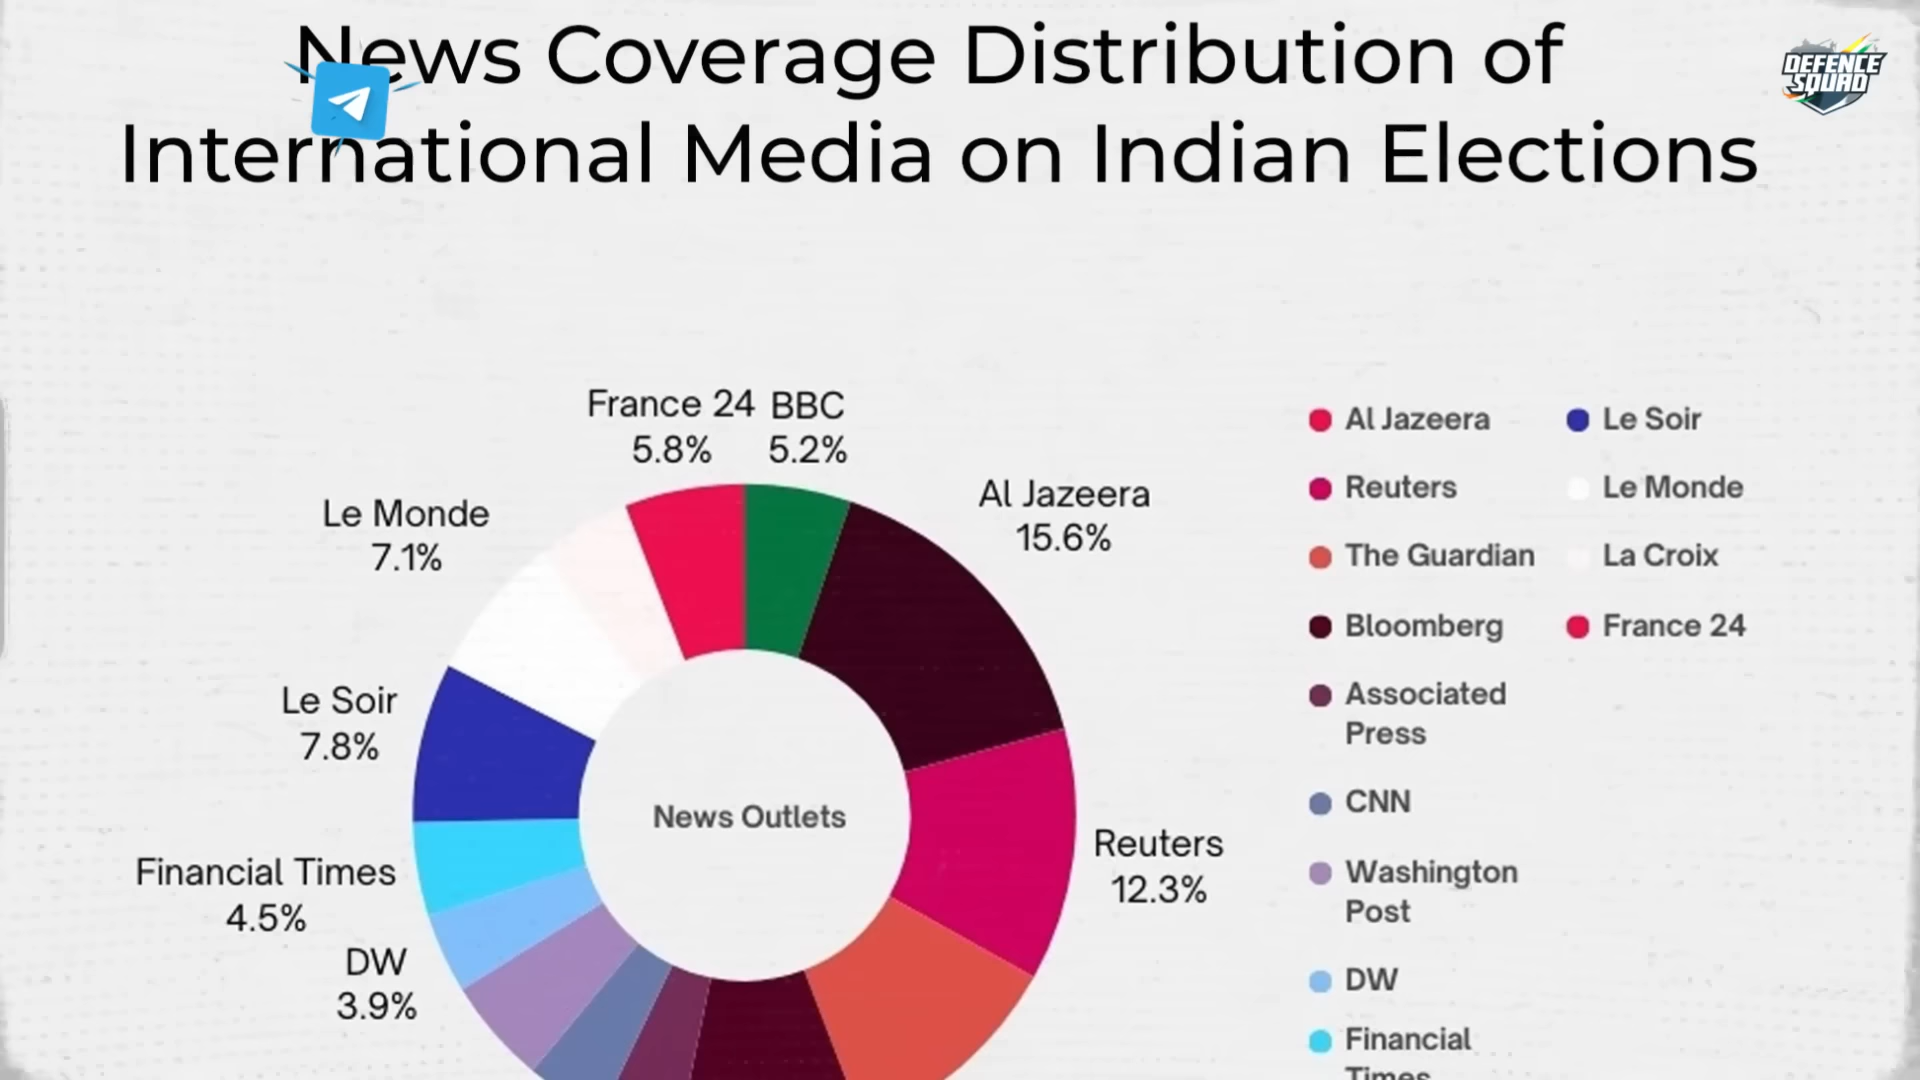 News Coverage Distribution of
International Media on Indian Elections
DEFENCE
SQUAD
France 24
5.8%
BBC
5.2%
Al Jazeera
15.6%
Le Monde
7.1%
Le Soir
7.8%
News Outlets
Reuters
12.3%
Financial Times
4.5%
DW
3.9%
Al Jazeera
Reuters
The Guardian
Bloomberg
Associated
Press
CNN
Washington
Post
DW
Financial
Times
Le Soir
Le Monde
La Croix
France 24